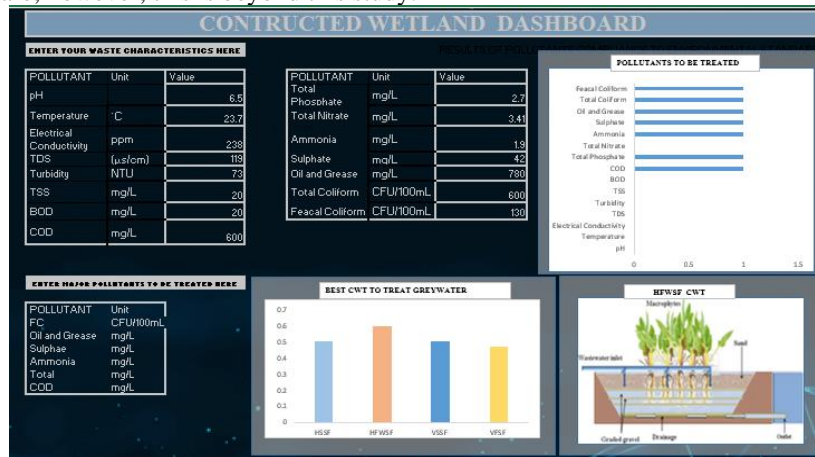 CONTRUCTED WETLAND DASHBOARD
ENTER YOUR WASTE CHARACTERISTICS HERE
POLLUTANT Unit Value
pH 6.5
Temperature °C 23.7
Electrical
Conductivity ppm 238
TDS (µs/cm) 119
Turbidity NTU 73
TSS mg/L 20
BOD mg/L 20
COD mg/L 600
POLLUTANT Unit Value
Total
Phosphate mg/L 2.7
Total Nitrate mg/L 3.41
Ammonia mg/L 1.9
Sulphate mg/L 42
Oil and Grease mg/L 780
Total Coliform CFU/100mL 600
Feacal Coliform CFU/100mL 130
POLLUTANTS TO BE TREATED
Feacal Coliform
Total Coliform
Oil and Grease
Sulphate
Ammonia
Total Nitrate
Total Phosphate
COD
BOD
TSS
Turbidity
TDS
Electrical Conductivity
Temperature
pH
0 0.5 1 1.5
ENTER MAJOR POLLUTANTS TO BE TREATED HERE
POLLUTANT Unit
FC CFU/100mL
Oil and Grease mg/L
Sulphae mg/L
Ammonia mg/L
Total mg/L
COD mg/L
BEST CWT TO TREAT GREYWATER
0.7
0.6
0.5
0.4
0.3
0.2
0.1
0
HSSF HFWSF VSSF VFSF
HFWSF CWT
Macrophytes
Wastewater inlet
Sand
Graded gravel Drainage Outlet